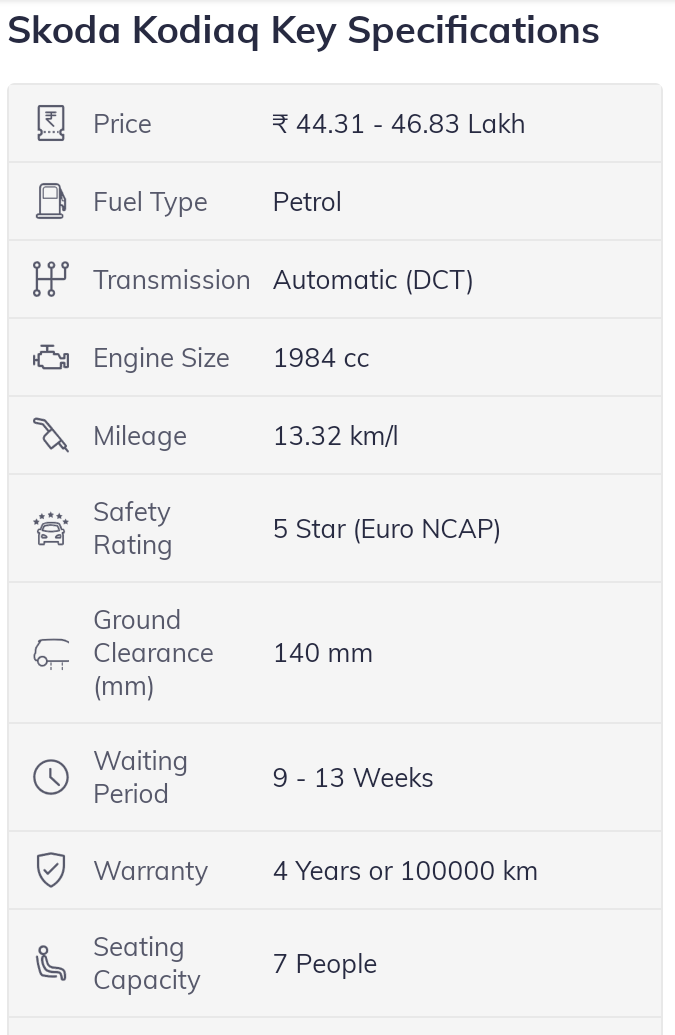 Skoda Kodiaq Key Specifications
Price ₹ 44.31 - 46.83 Lakh
Fuel Type Petrol
Transmission Automatic (DCT)
Engine Size 1984 cc
Mileage 13.32 km/l
Safety
Rating
5 Star (Euro NCAP)
Ground
Clearance
(mm)
140 mm
Waiting
Period
9 - 13 Weeks
Warranty 4 Years or 100000 km
Seating
Capacity
7 People